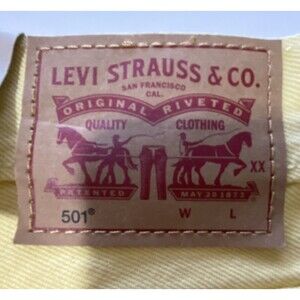 LEVI STRAUSS & CO.
SAN FRANCISCO
CAL.
ORIGINAL RIVETED
QUALITY CLOTHING
XX
PATENTED MAY 20 1873
501® W L